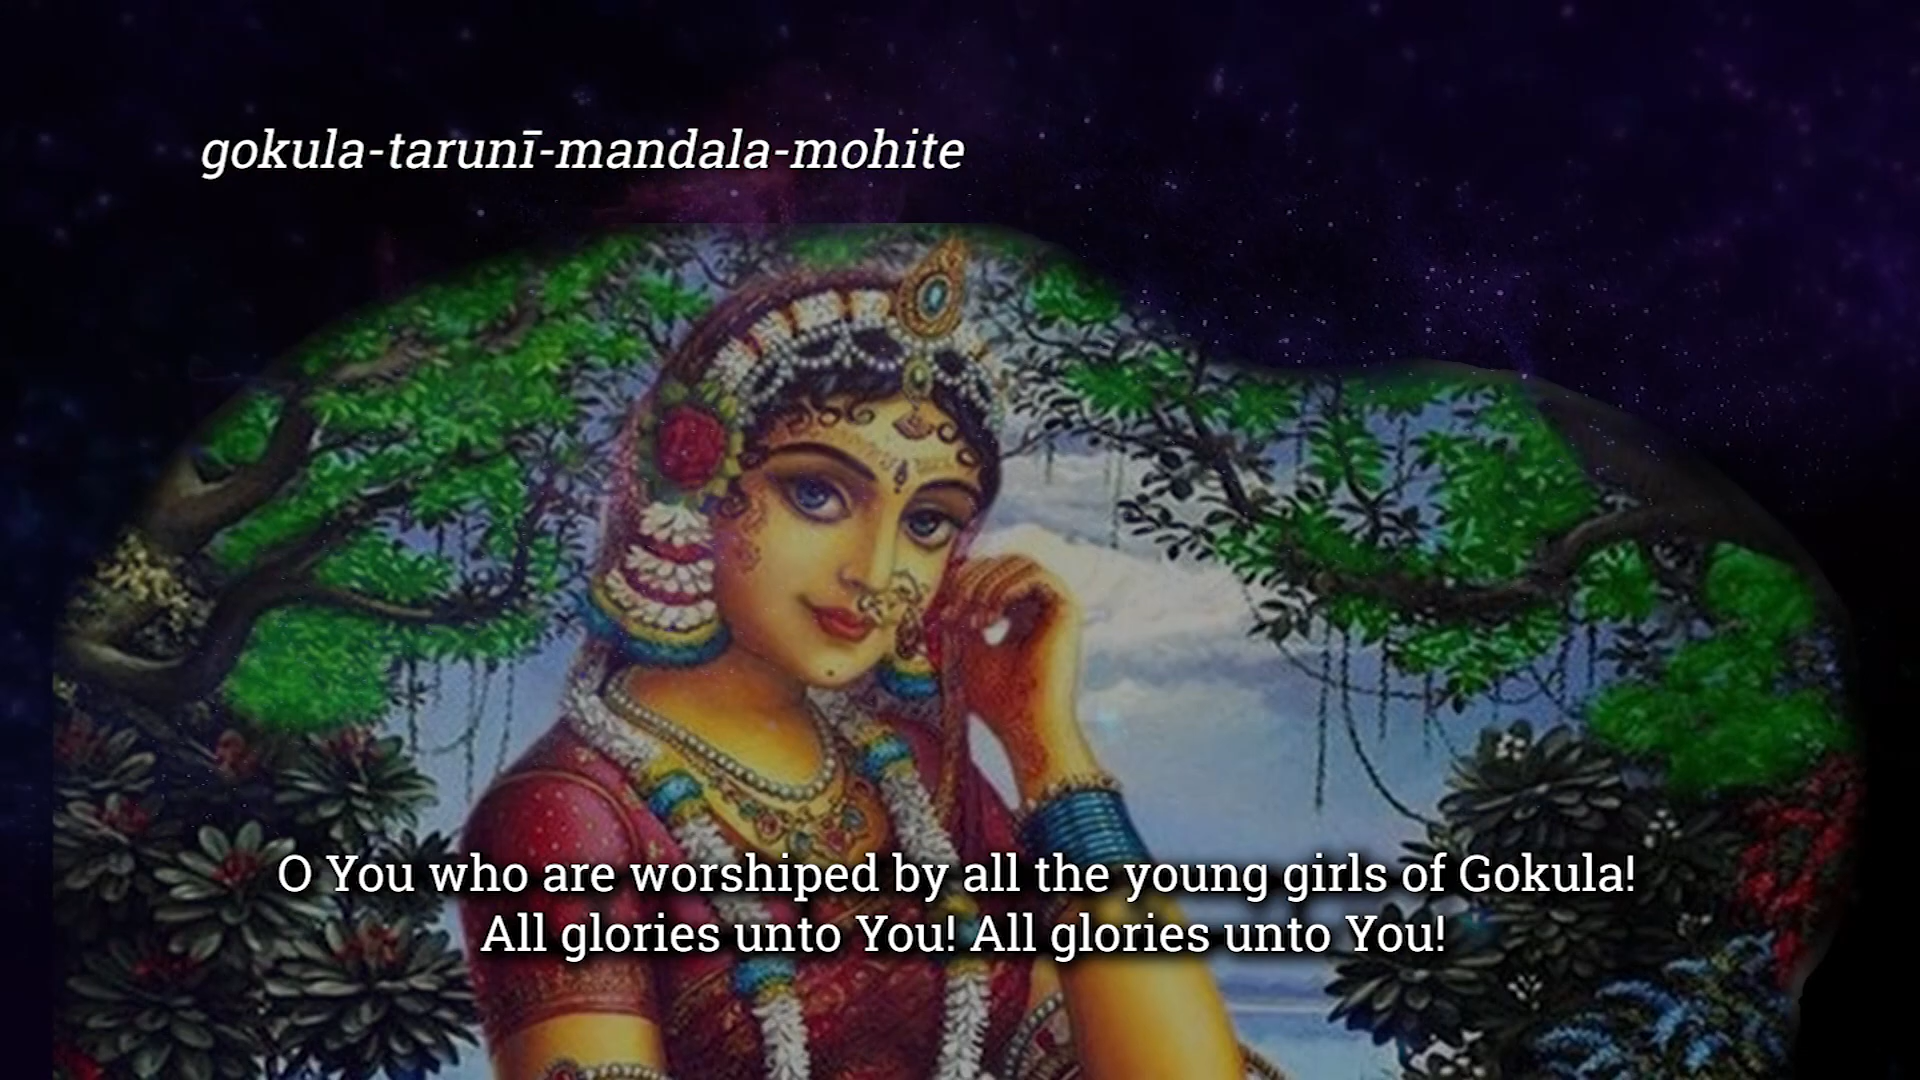 gokula-tarunī-mandala-mohite
O You who are worshiped by all the young girls of Gokula!
All glories unto You! All glories unto You!